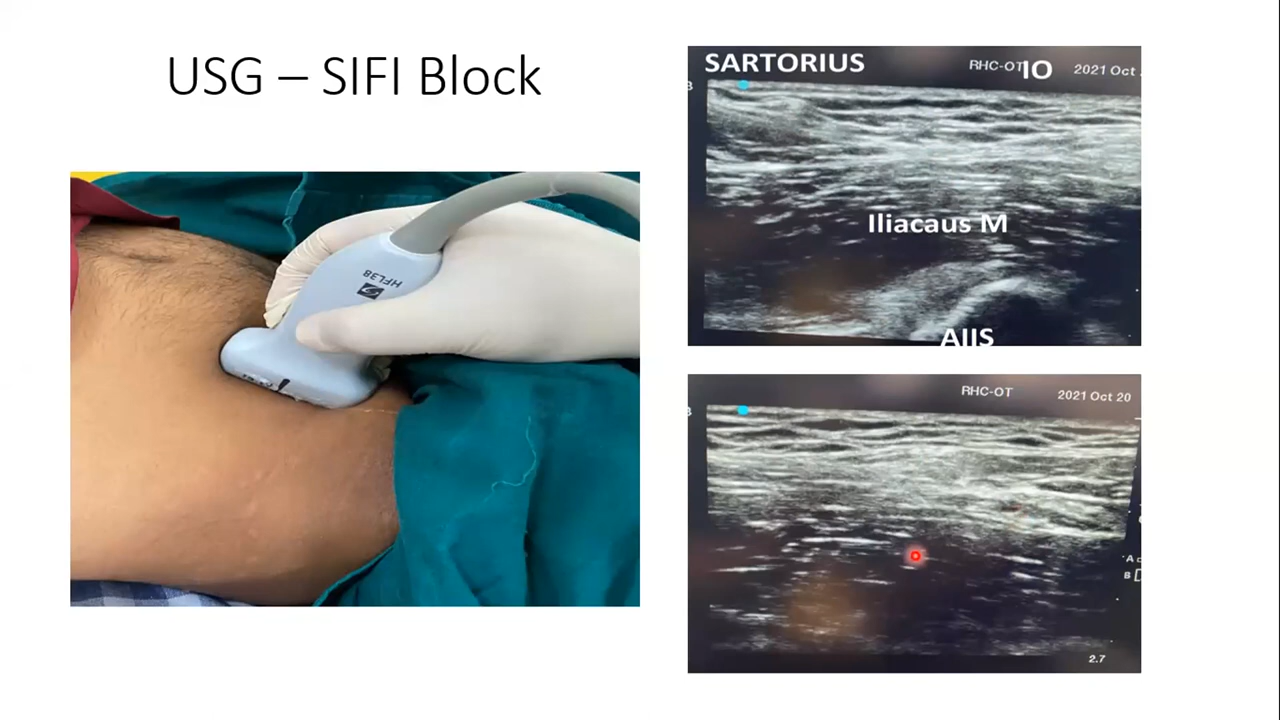 USG – SIFI Block
HFL38
SARTORIUS
RHC-OT
IO
2021 Oct
Iliacaus M
AIIS
RHC-OT
2021 Oct 20
A
B
2.7